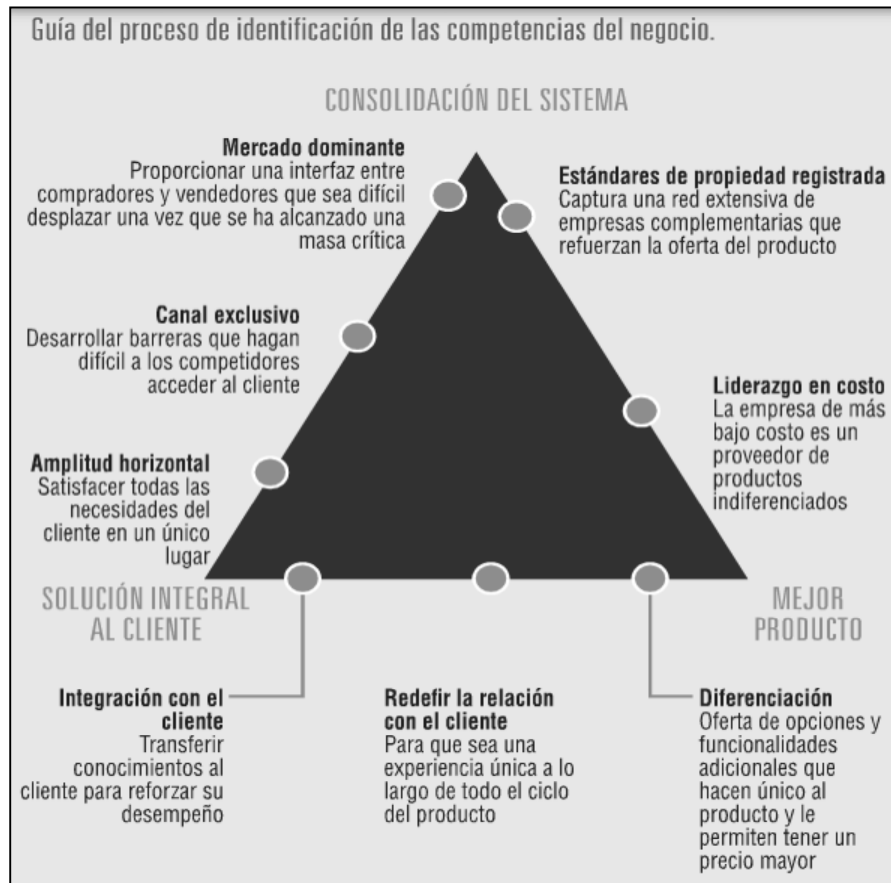 Guía del proceso de identificación de las competencias del negocio.
CONSOLIDACIÓN DEL SISTEMA
Mercado dominante
Proporcionar una interfaz entre
compradores y vendedores que sea difícil
desplazar una vez que se ha alcanzado una
masa crítica
Estándares de propiedad registrada
Captura una red extensiva de
empresas complementarias que
refuerzan la oferta del producto
Canal exclusivo
Desarrollar barreras que hagan
difícil a los competidores
acceder al cliente
Liderazgo en costo
La empresa de más
bajo costo es un
proveedor de
productos
indiferenciados
Amplitud horizontal
Satisfacer todas las
necesidades del
cliente en un único
lugar
SOLUCIÓN INTEGRAL
AL CLIENTE
MEJOR
PRODUCTO
Integración con el
cliente
Transferir
conocimientos al
cliente para reforzar su
desempeño
Redefir la relación
con el cliente
Para que sea una
experiencia única a lo
largo de todo el ciclo
del producto
Diferenciación
Oferta de opciones y
funcionalidades
adicionales que
hacen único al
producto y le
permiten tener un
precio mayor